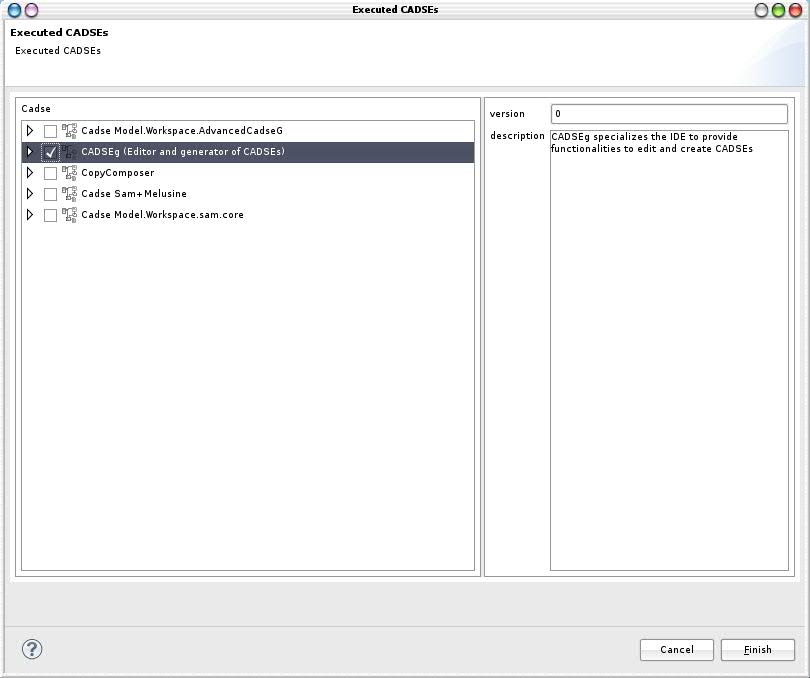 Executed CADSEs
Executed CADSEs
Executed CADSEs
Cadse
Cadse Model.Workspace.AdvancedCadseG
CADSEg (Editor and generator of CADSEs)
CopyComposer
Cadse Sam+Melusine
Cadse Model.Workspace.sam.core
version
0
description
CADSEg specializes the IDE to provide
functionalities to edit and create CADSEs
?
Cancel
Finish